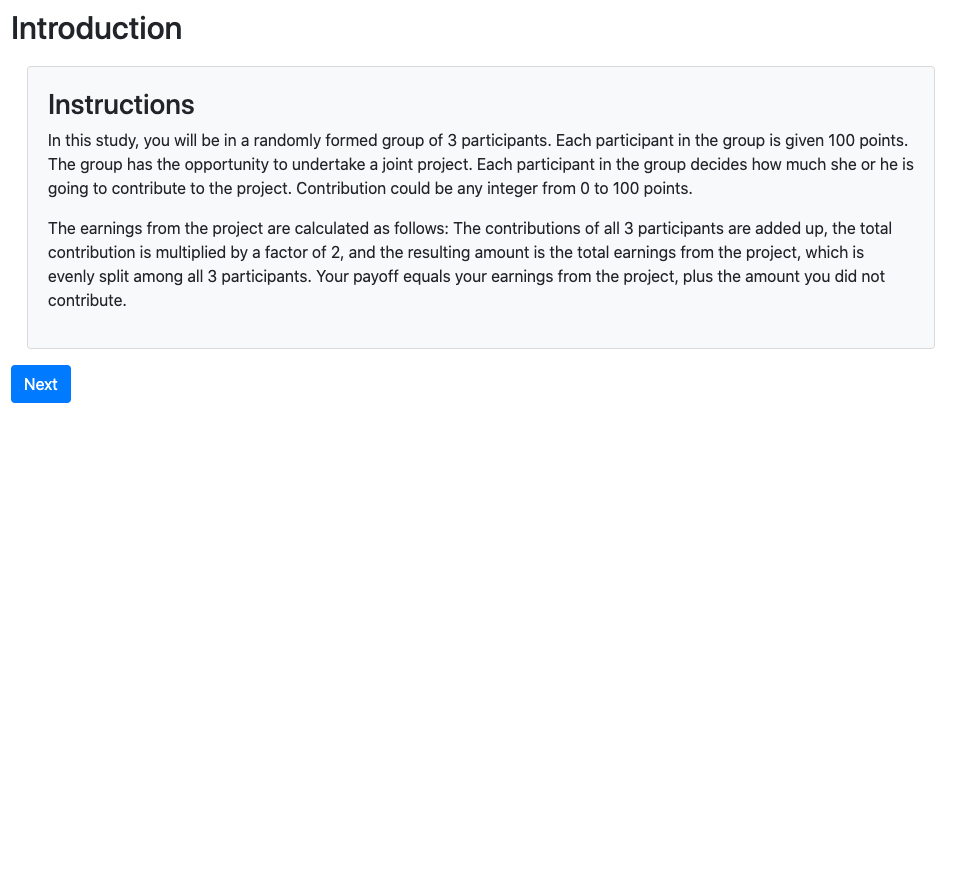 Introduction
Instructions
In this study, you will be in a randomly formed group of 3 participants. Each participant in the group is given 100 points.
The group has the opportunity to undertake a joint project. Each participant in the group decides how much she or he is
going to contribute to the project. Contribution could be any integer from 0 to 100 points.
The earnings from the project are calculated as follows: The contributions of all 3 participants are added up, the total
contribution is multiplied by a factor of 2, and the resulting amount is the total earnings from the project, which is
evenly split among all 3 participants. Your payoff equals your earnings from the project, plus the amount you did not
contribute.
Next